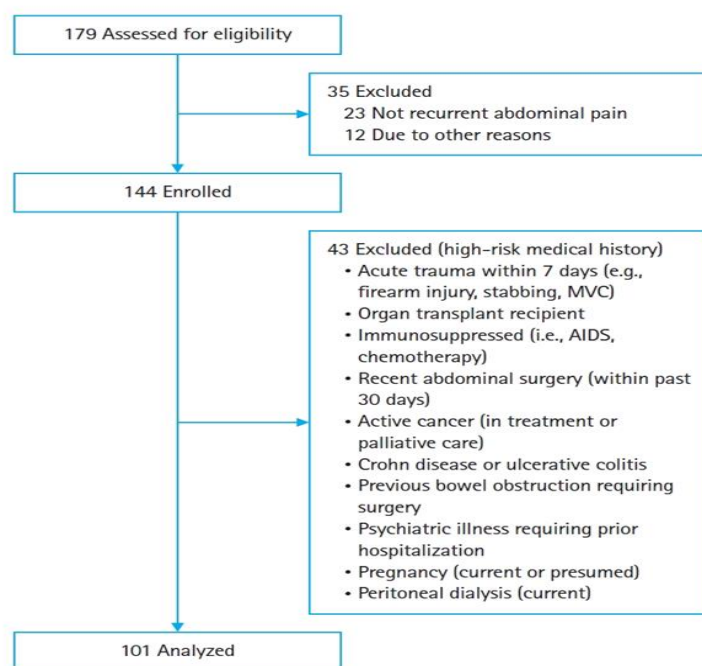 179 Assessed for eligibility
35 Excluded
23 Not recurrent abdominal pain
12 Due to other reasons
144 Enrolled
43 Excluded (high-risk medical history)
• Acute trauma within 7 days (e.g.,
firearm injury, stabbing, MVC)
• Organ transplant recipient
• Immunosuppressed (i.e., AIDS,
chemotherapy)
• Recent abdominal surgery (within past
30 days)
• Active cancer (in treatment or
palliative care)
• Crohn disease or ulcerative colitis
• Previous bowel obstruction requiring
surgery
• Psychiatric illness requiring prior
hospitalization
• Pregnancy (current or presumed)
• Peritoneal dialysis (current)
101 Analyzed